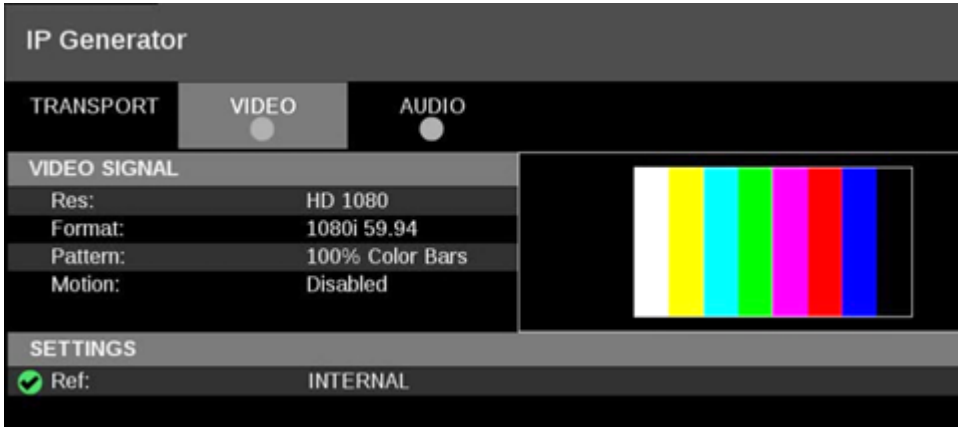 IP Generator
TRANSPORT VIDEO AUDIO
VIDEO SIGNAL
Res: HD 1080
Format: 1080i 59.94
Pattern: 100% Color Bars
Motion: Disabled
SETTINGS
Ref: INTERNAL